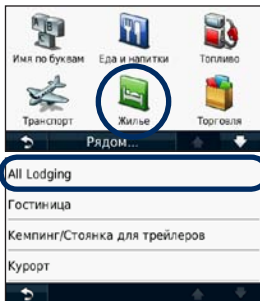 Имя по буквам Еда и напитки Топливо
Транспорт Жилье Торговля
Рядом...
All Lodging
Гостиница
Кемпинг/Стоянка для трейлеров
Курорт